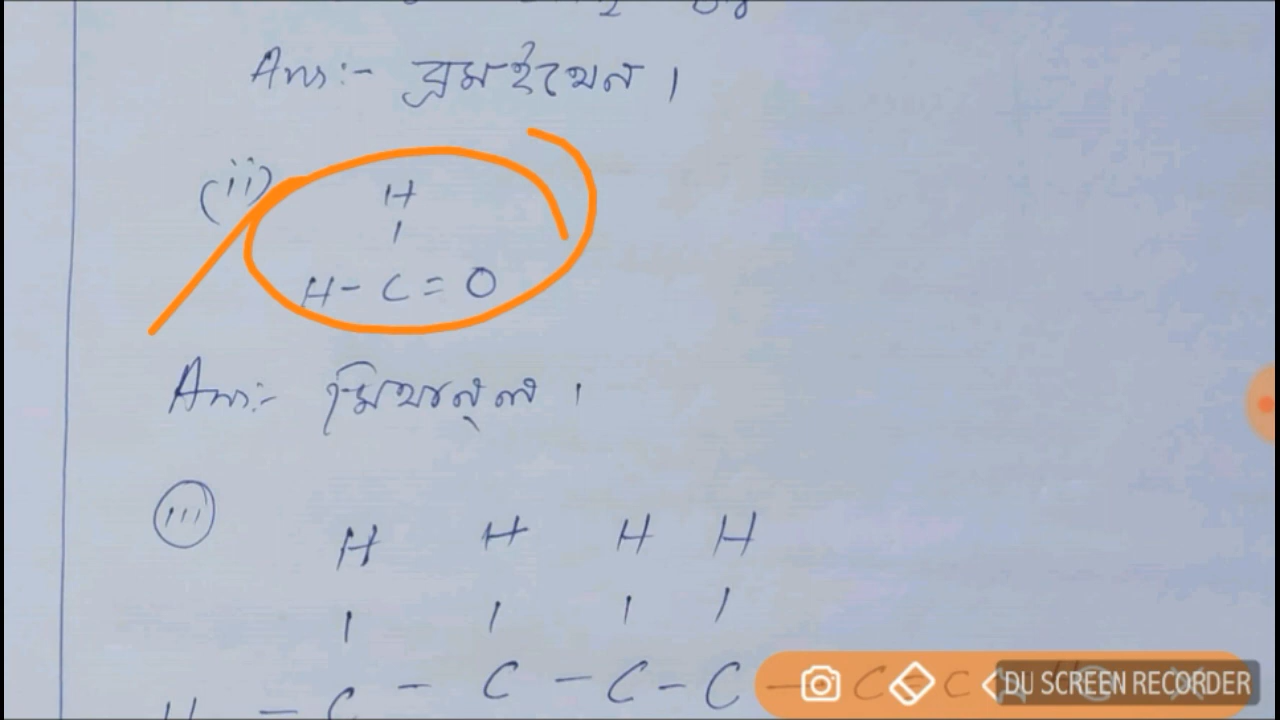 Ans:- ব্রমইথেন ।
(ii)
H
|
H - C = O
Ans:- মিথানেল ।
(iii)
H H H H
| | | |
H - C - C - C - C - C = C
DU SCREEN RECORDER